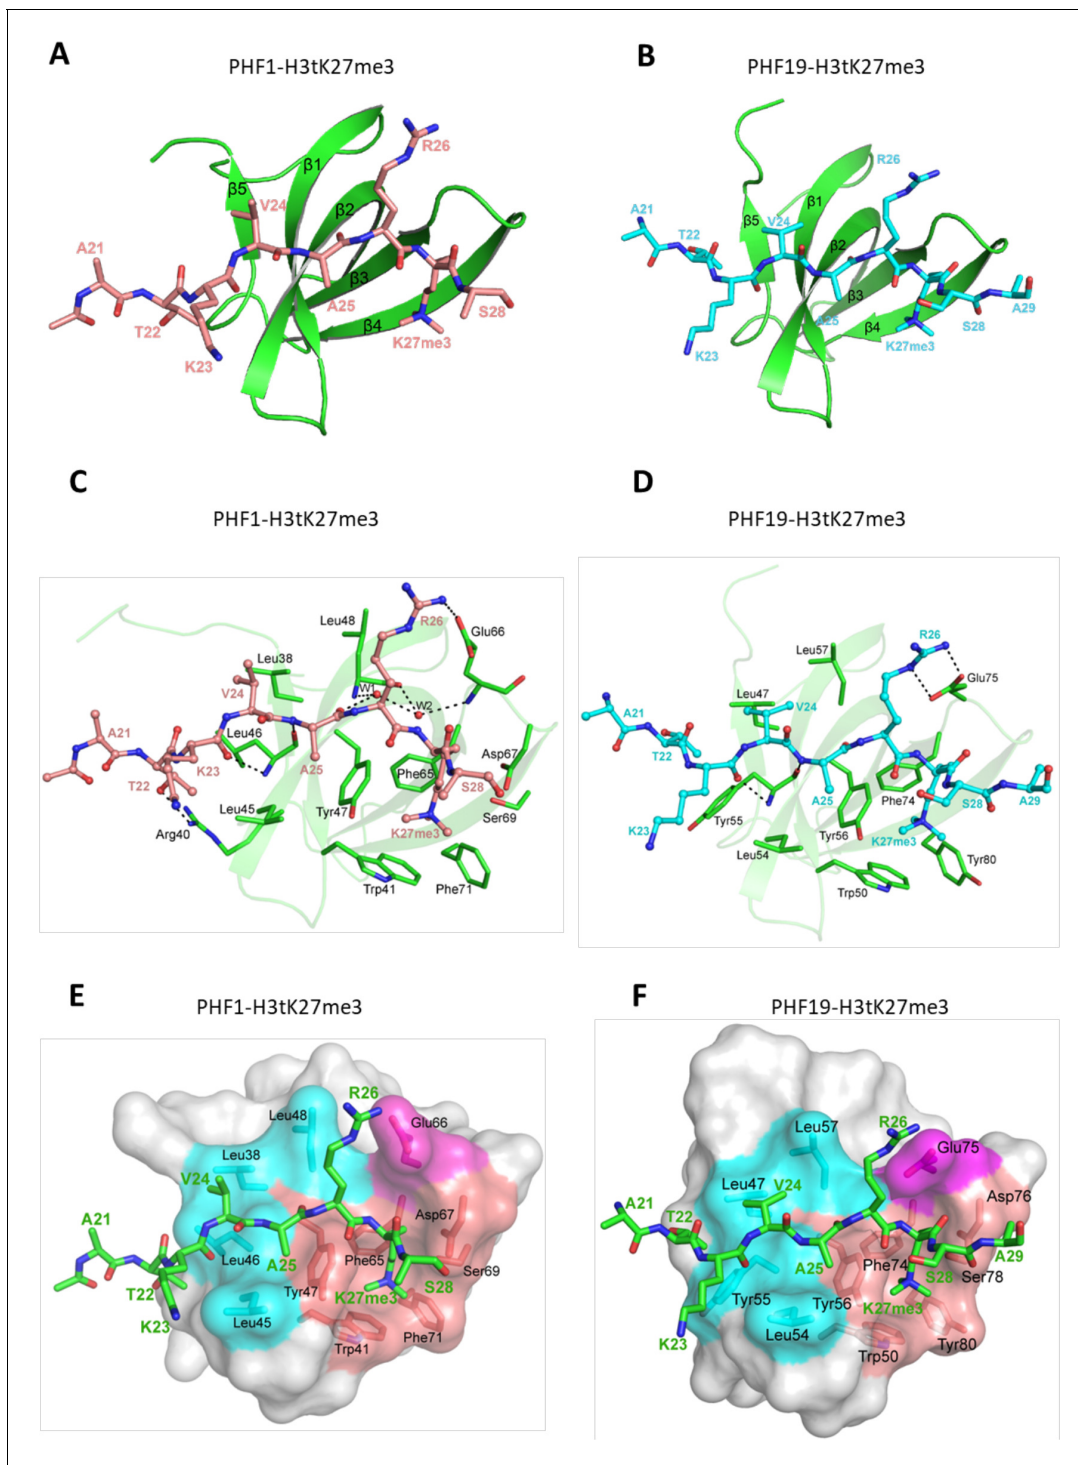 A
PHF1-H3tK27me3
R26
β1
β5
V24
β2
A21
β3
A25
S28
T22
β4
K27me3
K23
B
PHF19-H3tK27me3
R26
A21
β1
β5
V24
T22
β2
β3
A25
A29
β4
S28
K27me3
K23
C
PHF1-H3tK27me3
Leu48
R26
Glu66
Leu38
W1
V24
W2
A21
Leu46
K23
A25
Asp67
T22
Phe65
S28
Leu45
Tyr47
Ser69
Arg40
K27me3
Trp41
Phe71
D
PHF19-H3tK27me3
R26
Leu57
Glu75
Leu47
V24
A21
T22
A25
Phe74
S28
A29
K23
Tyr55
Tyr56
K27me3
Leu54
Tyr80
Trp50
E
PHF1-H3tK27me3
R26
Leu48
Glu66
Leu38
V24
A21
Asp67
Leu46
A25
Phe65
Ser69
T22
Tyr47
K27me3
S28
K23
Leu45
Phe71
Trp41
F
PHF19-H3tK27me3
R26
Leu57
Glu75
Leu47
V24
Asp76
A21
T22
A25
Phe74
A29
S28
Ser78
Tyr55
Tyr56
K27me3
K23
Leu54
Tyr80
Trp50